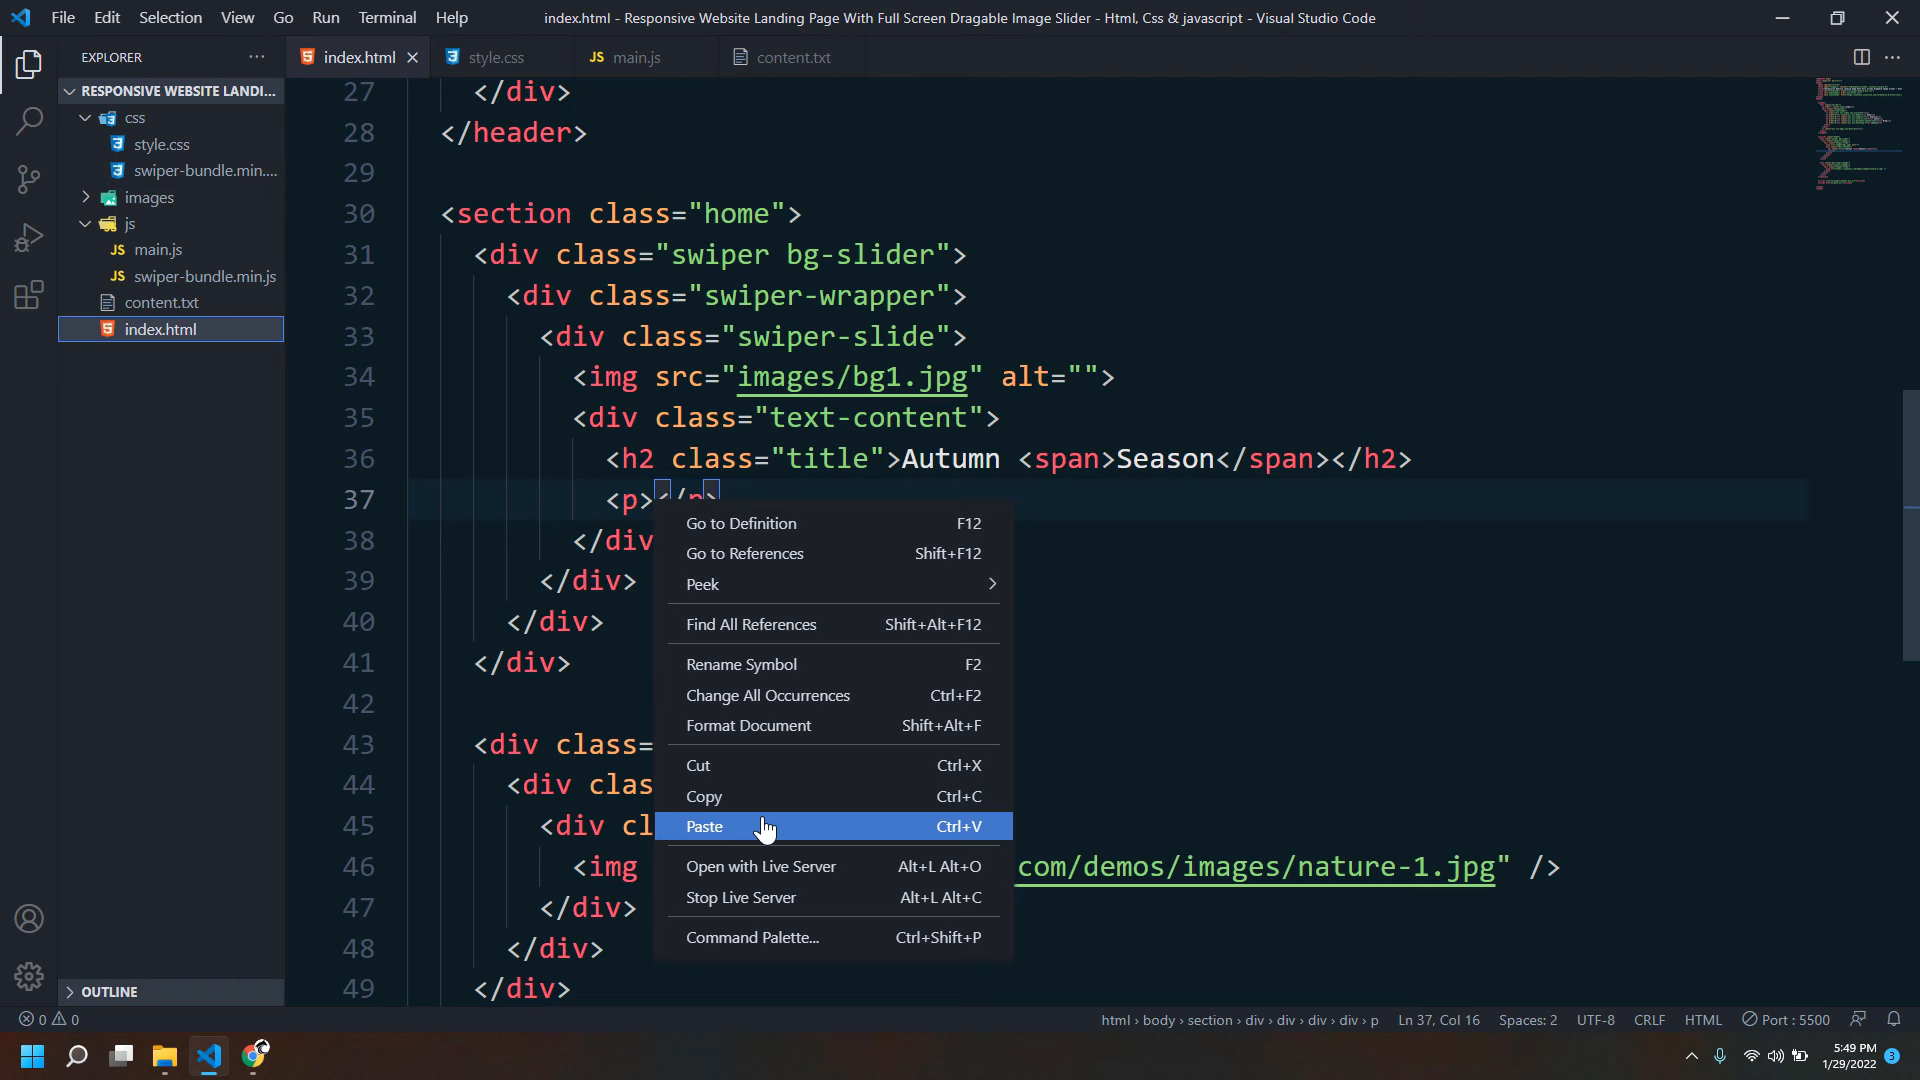 File Edit Selection View Go Run Terminal Help
index.html - Responsive Website Landing Page With Full Screen Dragable Image Slider - Html, Css & javascript - Visual Studio Code
EXPLORER
RESPONSIVE WEBSITE LANDI...
css
style.css
swiper-bundle.min....
images
js
JS main.js
JS swiper-bundle.min.js
content.txt
index.html
OUTLINE
index.html style.css JS main.js content.txt
27 </div>
28 </header>
29
30 <section class="home">
31 <div class="swiper bg-slider">
32 <div class="swiper-wrapper">
33 <div class="swiper-slide">
34 <img src="images/bg1.jpg" alt="">
35 <div class="text-content">
36 <h2 class="title">Autumn <span>Season</span></h2>
37 <p></p>
38 </div
39 </div>
40 </div>
41 </div>
42
43 <div class=
44 <div clas
45 <div cl
46 <img com/demos/images/nature-1.jpg" />
47 </div>
48 </div>
49 </div>
Go to Definition F12
Go to References Shift+F12
Peek
Find All References Shift+Alt+F12
Rename Symbol F2
Change All Occurrences Ctrl+F2
Format Document Shift+Alt+F
Cut Ctrl+X
Copy Ctrl+C
Paste Ctrl+V
Open with Live Server Alt+L Alt+O
Stop Live Server Alt+L Alt+C
Command Palette... Ctrl+Shift+P
0 0
html › body › section › div › div › div › div › p Ln 37, Col 16 Spaces: 2 UTF-8 CRLF HTML Port : 5500
5:49 PM
1/29/2022 3